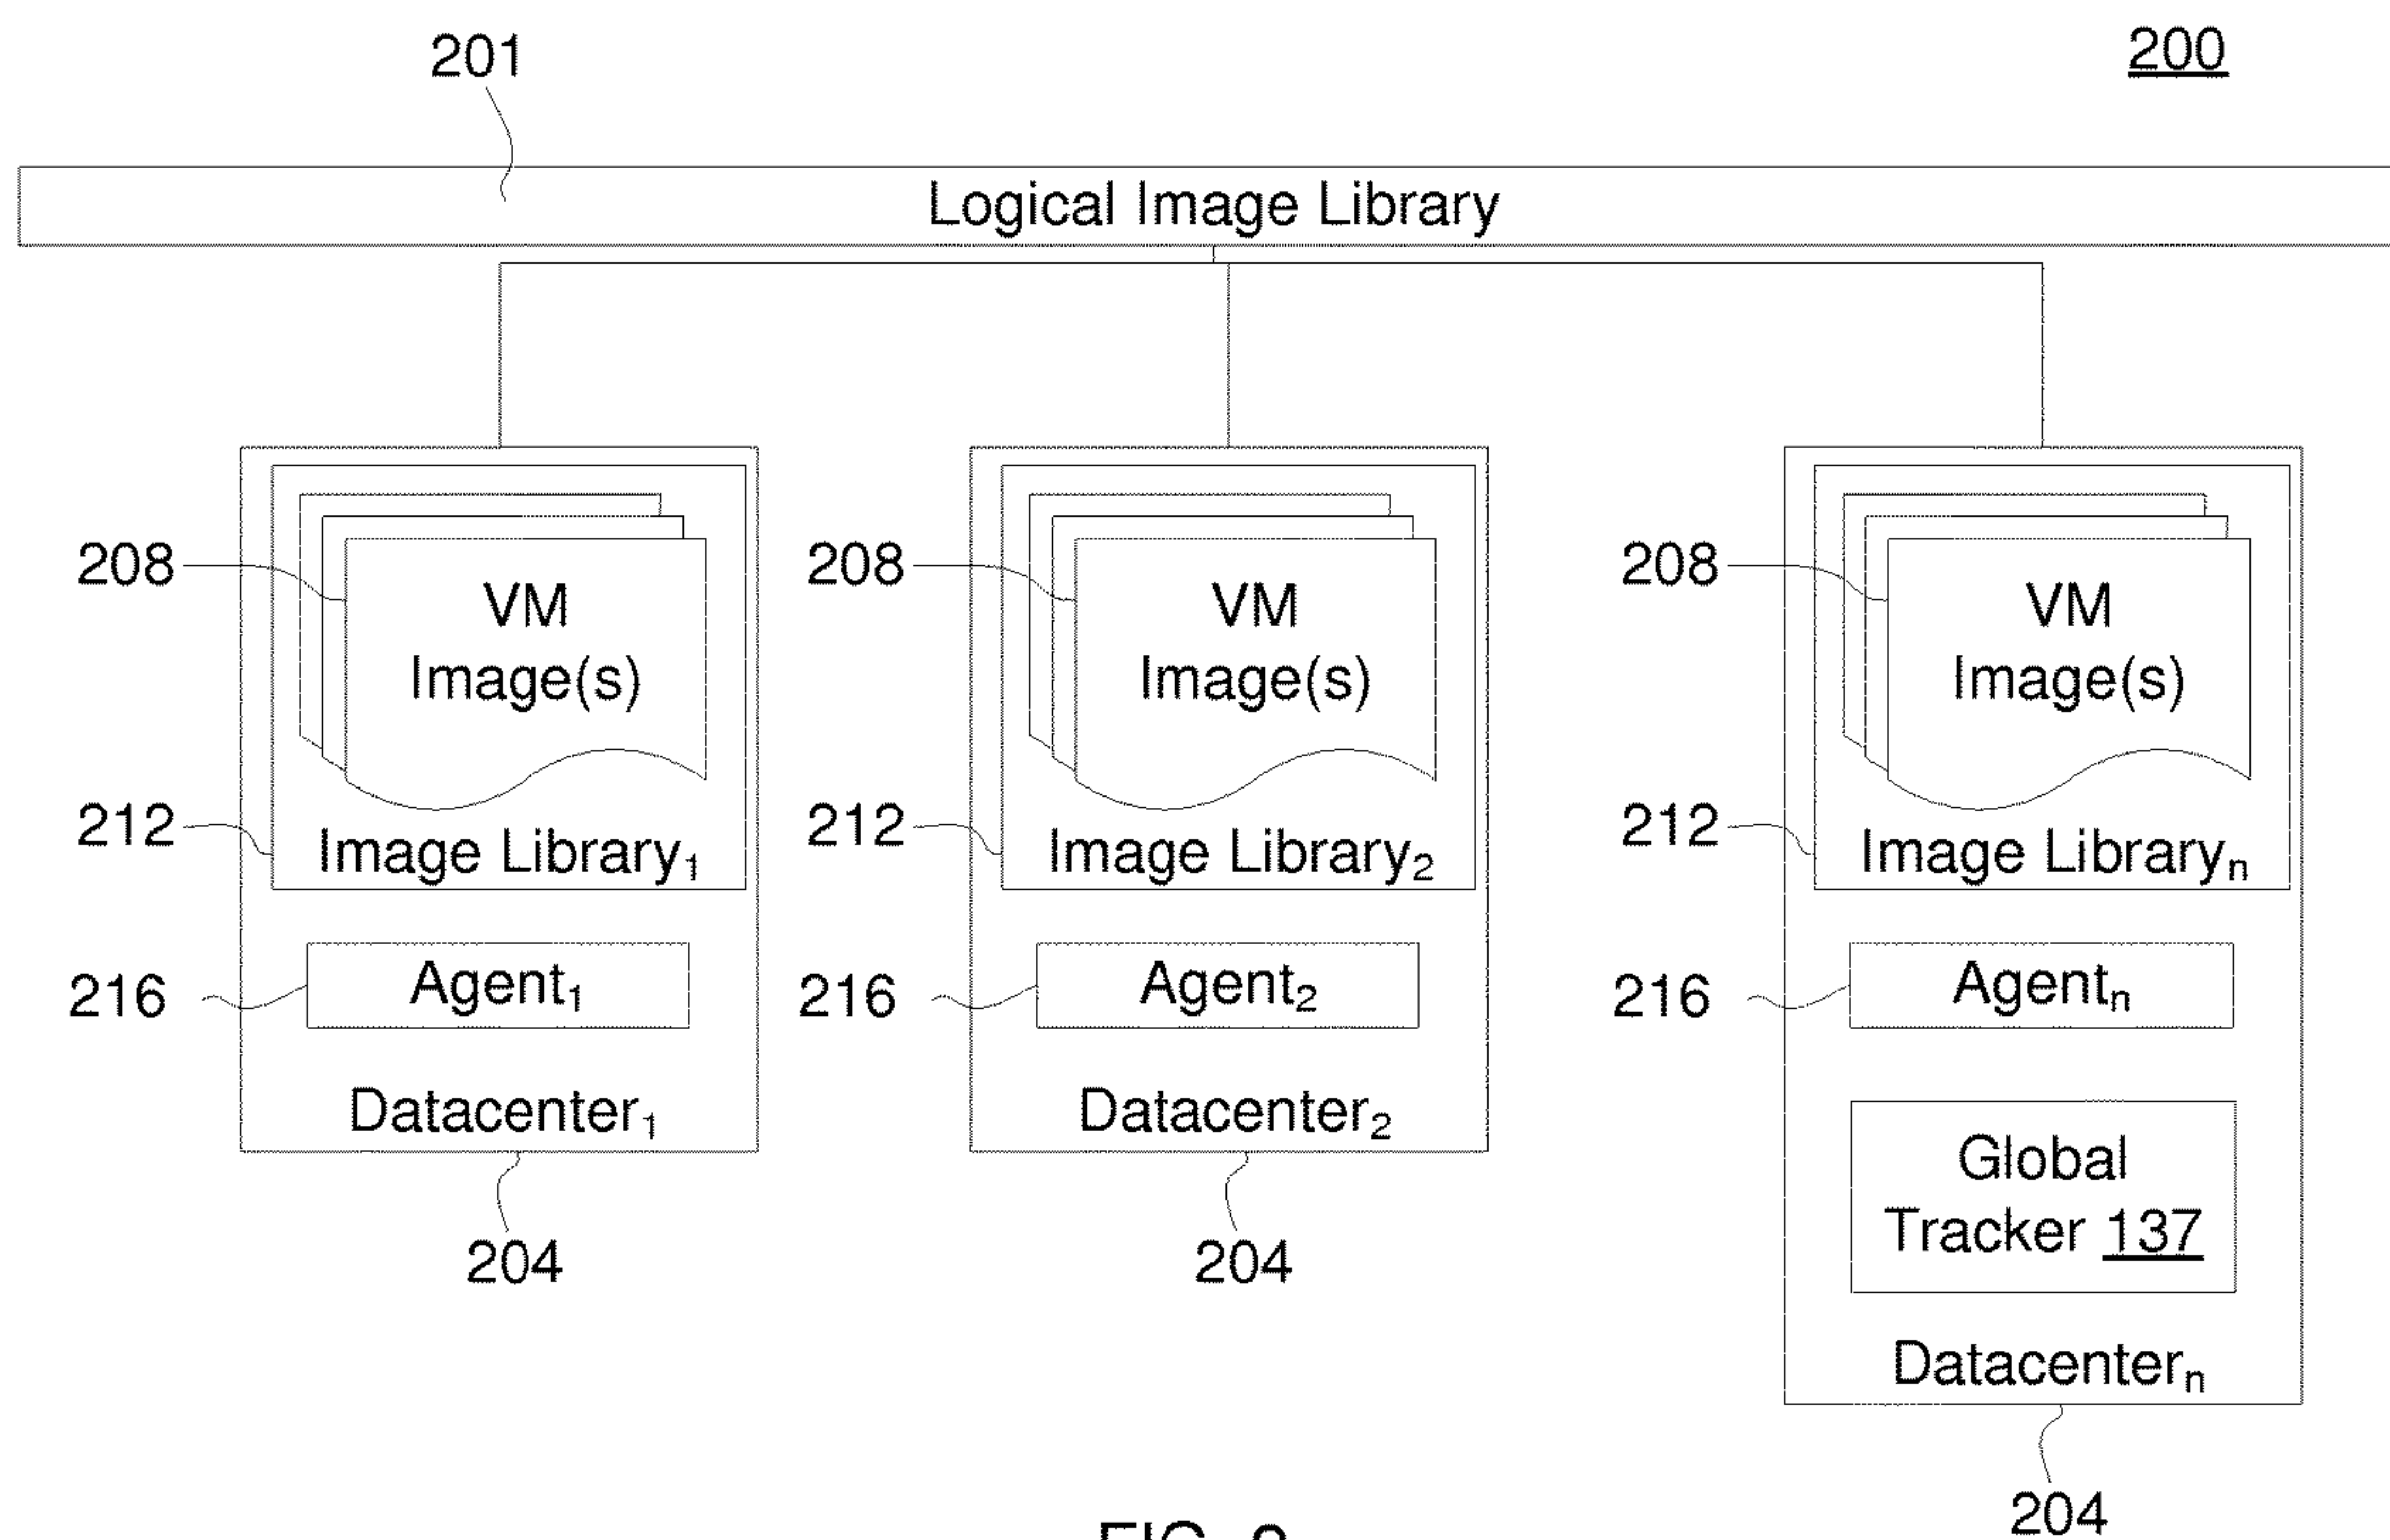 201
200
Logical Image Library
208
VM
Image(s)
212
Image Library₁
216
Agent₁
Datacenter₁
204
208
VM
Image(s)
212
Image Library₂
216
Agent₂
Datacenter₂
204
208
VM
Image(s)
212
Image Libraryₙ
216
Agentₙ
Global
Tracker 137
Datacenterₙ
204